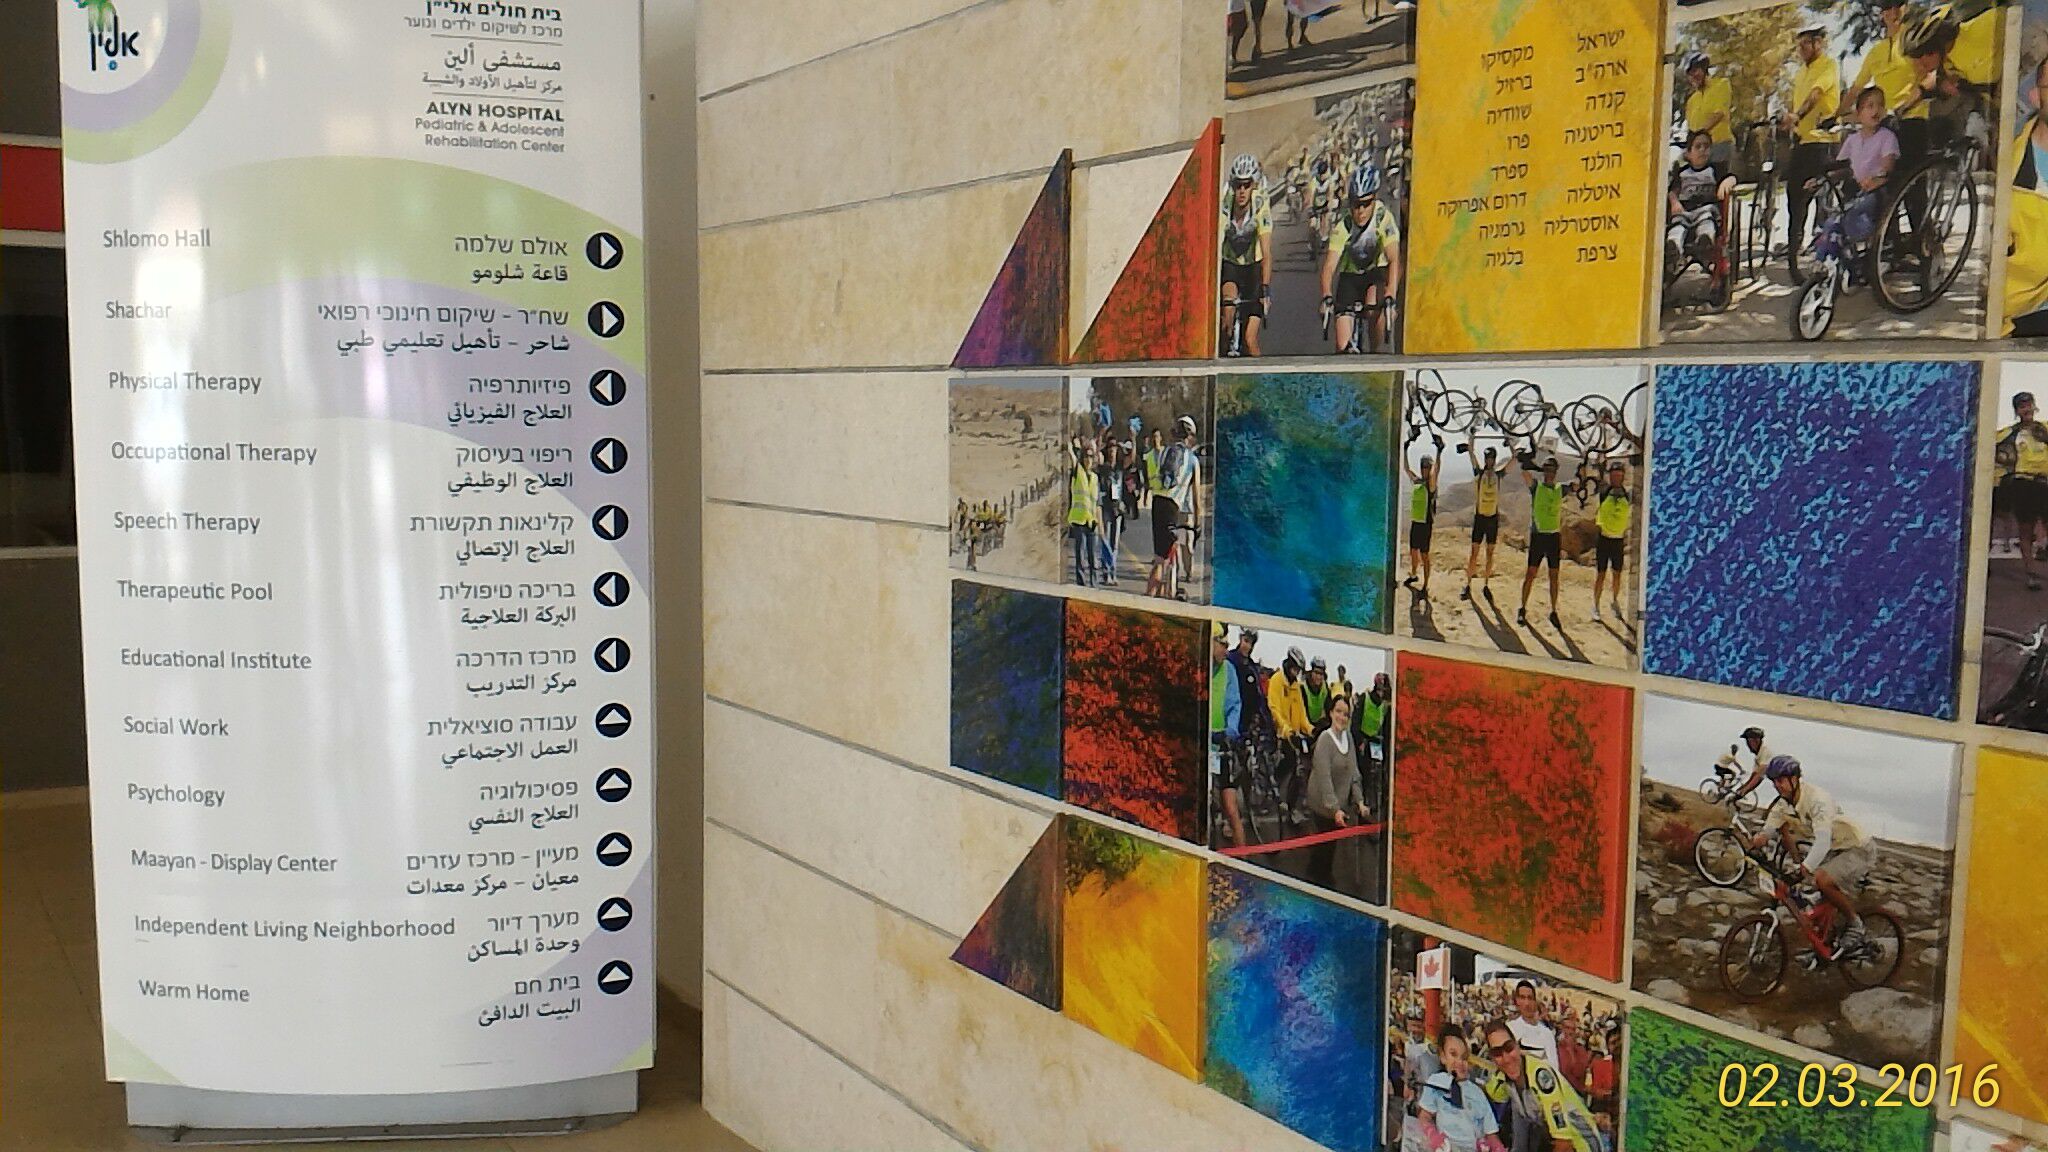 אלין
בית חולים אלי"ן
מרכז לשיקום ילדים ונוער
مستشفى ألين
مركز لتأهيل الأولاد والشبيبة
ALYN HOSPITAL
Pediatric & Adolescent
Rehabilitation Center
Shlomo Hall אולם שלמה
قاعة شلومو
Shachar שח"ר - שיקום חינוכי רפואי
شاحر - تأهيل تعليمي طبي
Physical Therapy פיזיותרפיה
العلاج الفيزيائي
Occupational Therapy ריפוי בעיסוק
العلاج الوظيفي
Speech Therapy קלינאות תקשורת
العلاج الإتصالي
Therapeutic Pool בריכה טיפולית
البركة العلاجية
Educational Institute מרכז הדרכה
مركز التدريب
Social Work עבודה סוציאלית
العمل الاجتماعي
Psychology פסיכולוגיה
العلاج النفسي
Maayan - Display Center מעיין - מרכז עזרים
معيان - مركز معدات
Independent Living Neighborhood מערך דיור
وحدة المساكن
Warm Home בית חם
البيت الدافئ
ישראל מקסיקו
ארה"ב ברזיל
קנדה שוודיה
בריטניה פרו
הולנד ספרד
איטליה דרום אפריקה
אוסטרליה גרמניה
צרפת בלגיה
02.03.2016